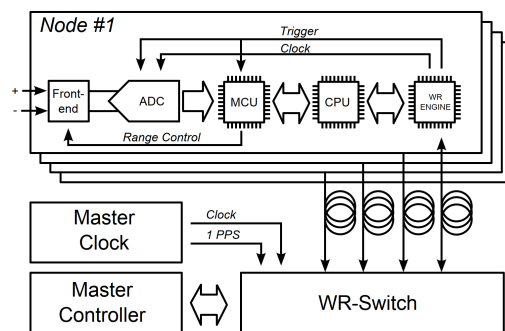 Node #1
Trigger
Clock
+
-
Front-
end
ADC
MCU
CPU
WR
ENGINE
Range Control
Master
Clock
Clock
1 PPS
Master
Controller
WR-Switch